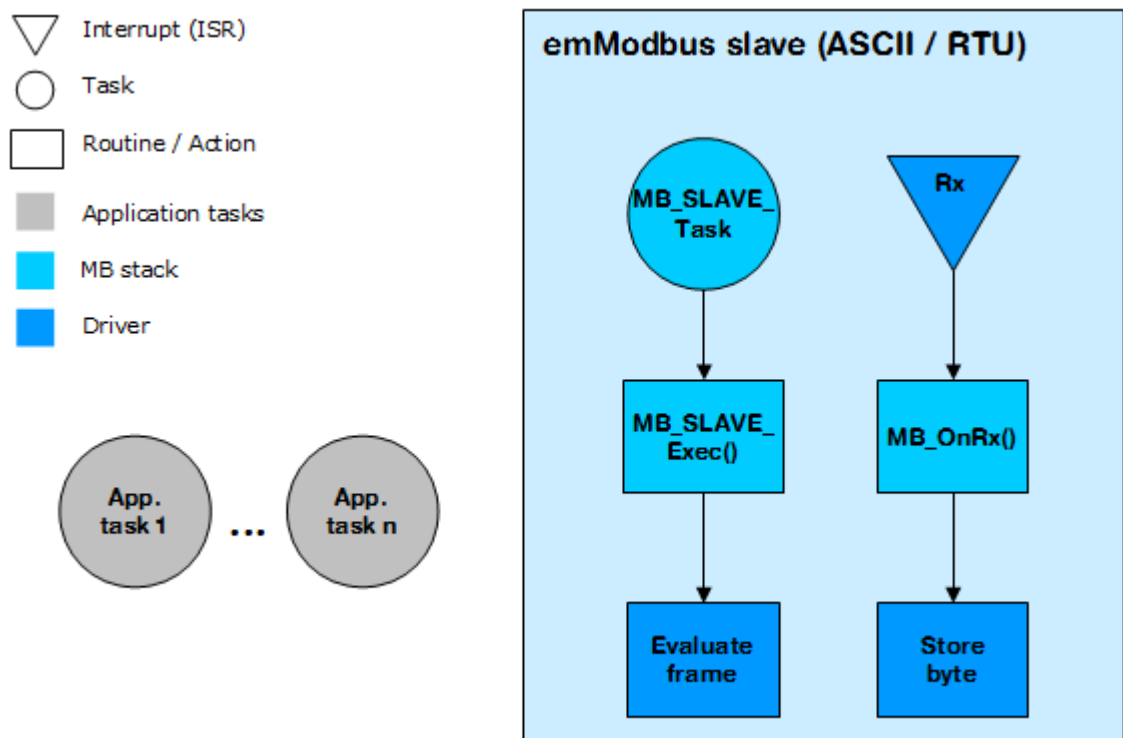 Interrupt (ISR)
Task
Routine / Action
Application tasks
MB stack
Driver
App.
task 1
...
App.
task n
emModbus slave (ASCII / RTU)
MB_SLAVE_
Task
Rx
MB_SLAVE_
Exec()
MB_OnRx()
Evaluate
frame
Store
byte